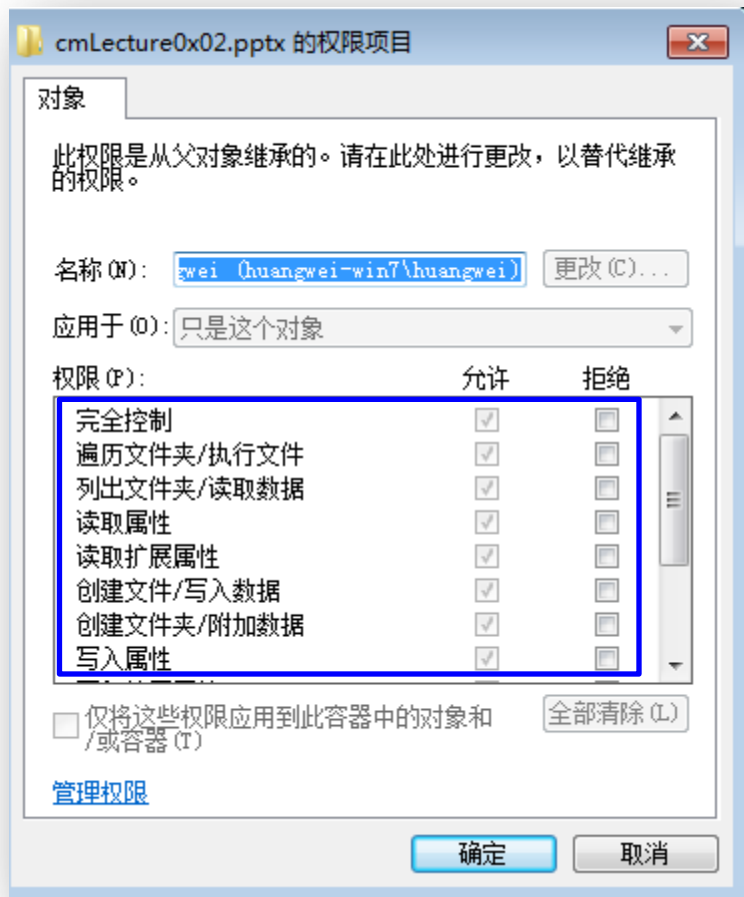 cmLecture0x02.pptx 的权限项目
对象
此权限是从父对象继承的。请在此处进行更改，以替代继承
的权限。
名称(N): gwei (huangwei-win7\huangwei) 更改(C)...
应用于(O): 只是这个对象
权限(P): 允许 拒绝
完全控制
遍历文件夹/执行文件
列出文件夹/读取数据
读取属性
读取扩展属性
创建文件/写入数据
创建文件夹/附加数据
写入属性
仅将这些权限应用到此容器中的对象和
/或容器(T)
全部清除(L)
管理权限
确定 取消